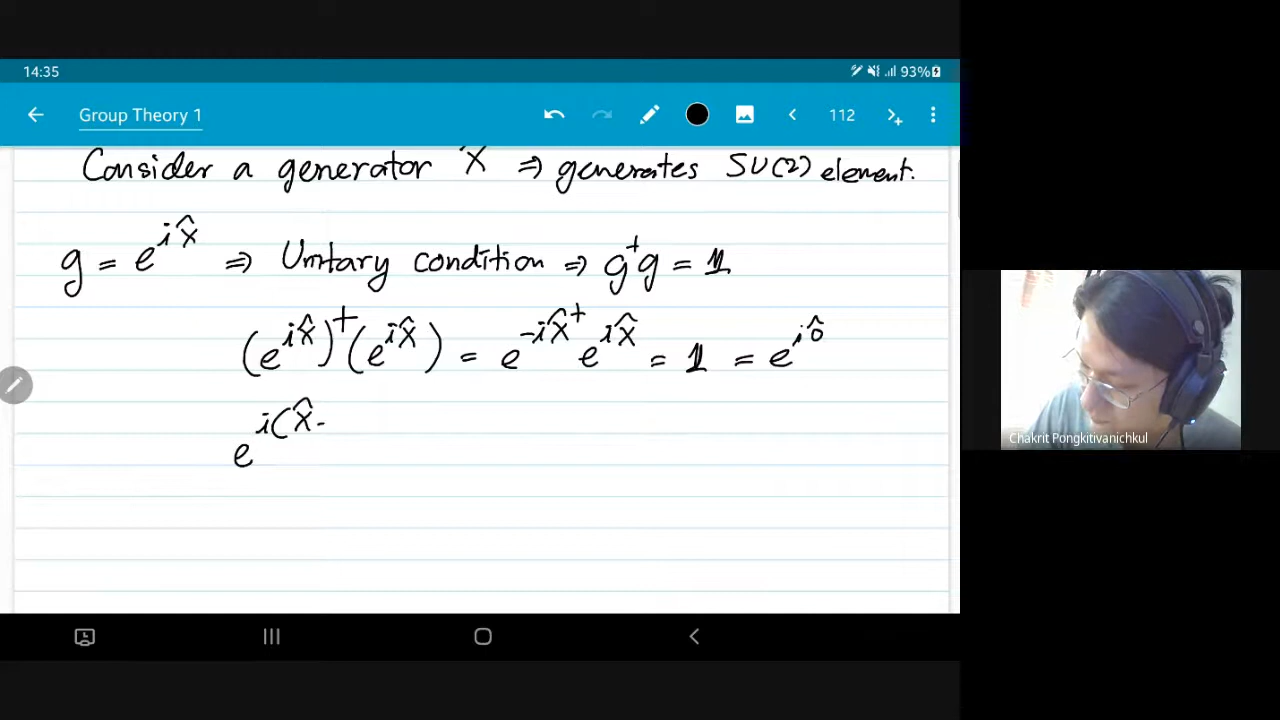 14:35
93%
Group Theory 1
112
Consider a generator X̂ ⇒ generates SU(2) element.
g = e^{iX̂} ⇒ Unitary condition ⇒ g†g = 𝟙
(e^{iX̂})†(e^{iX̂}) = e^{-iX̂†} e^{iX̂} = 𝟙 = e^{i0̂}
e^{i(X̂-
Chakrit Pongkitivanichkul